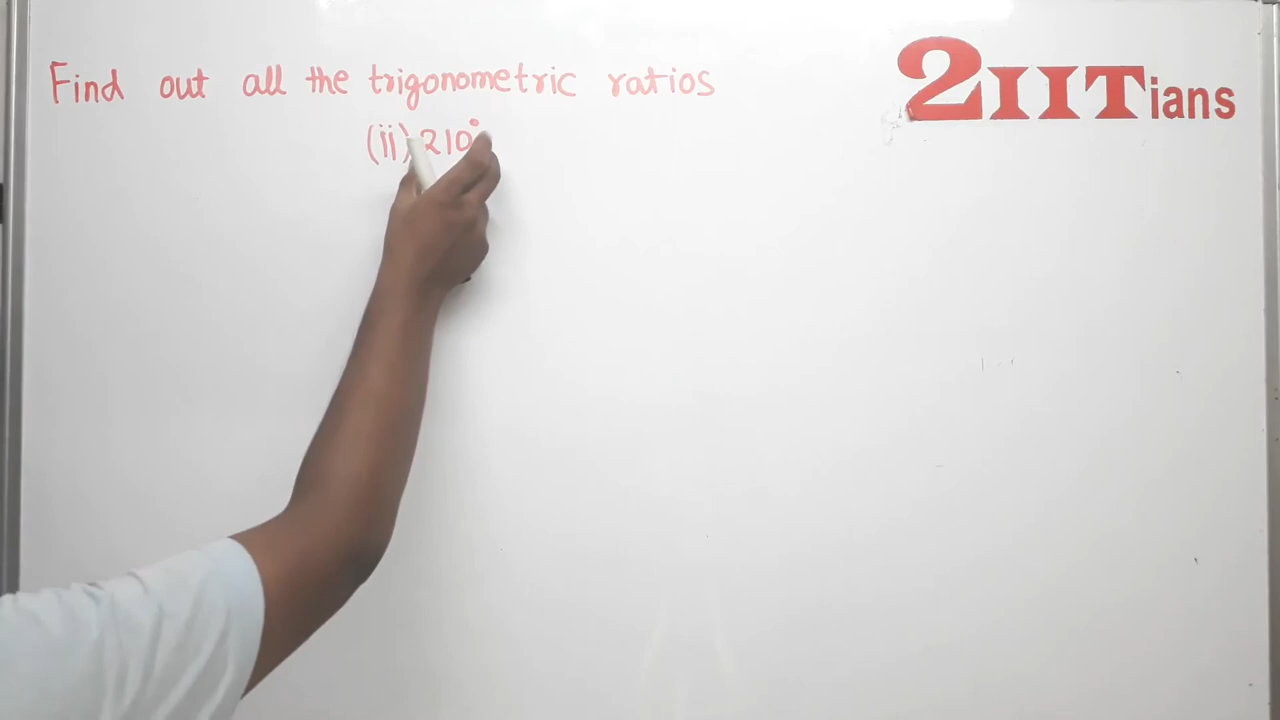 Find out all the trigonometric ratios
2IITians
(ii) 210°